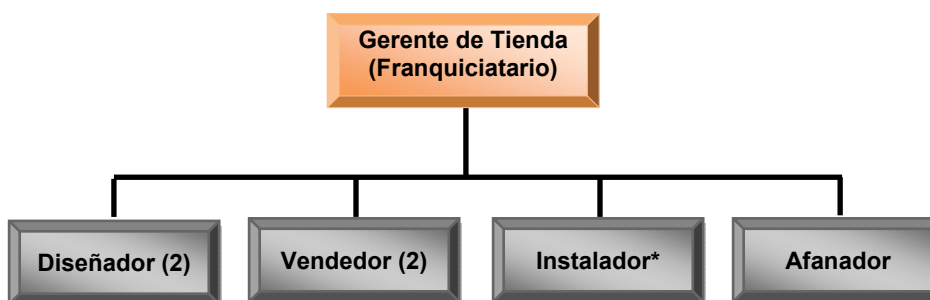 Gerente de Tienda
(Franquiciatario)
Diseñador (2)
Vendedor (2)
Instalador*
Afanador